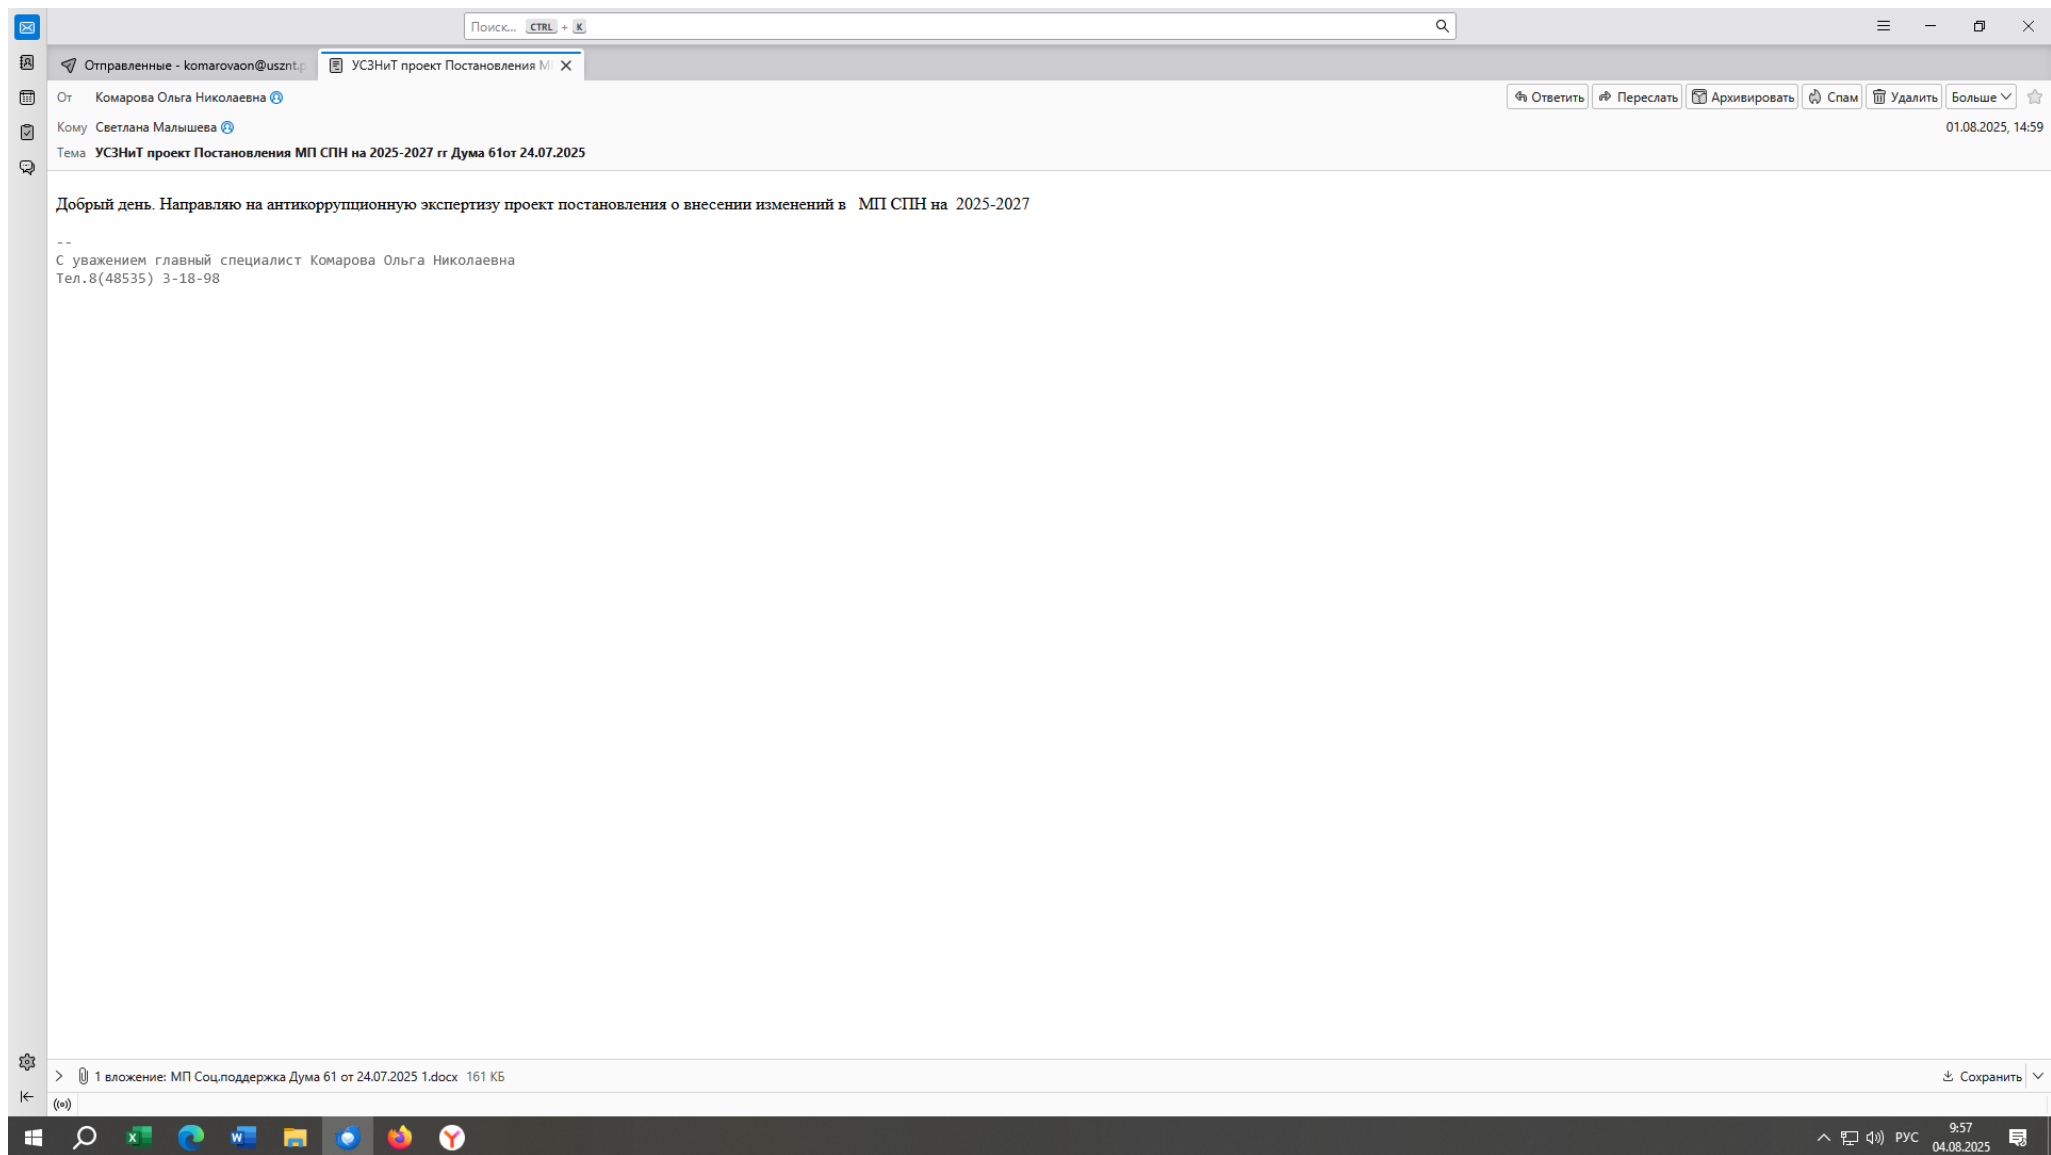 Поиск... CTRL + K
Отправленные - komarovaon@usznt.p
УСЗНиТ проект Постановления М
От Комарова Ольга Николаевна
Ответить Переслать Архивировать Спам Удалить Больше
Кому Светлана Малышева
01.08.2025, 14:59
Тема УСЗНиТ проект Постановления МП СПН на 2025-2027 гг Дума 61от 24.07.2025
Добрый день. Направляю на антикоррупционную экспертизу проект постановления о внесении изменений в МП СПН на 2025-2027
--
С уважением главный специалист Комарова Ольга Николаевна
Тел.8(48535) 3-18-98
1 вложение: МП Соц.поддержка Дума 61 от 24.07.2025 1.docx 161 КБ
Сохранить
РУС
9:57
04.08.2025